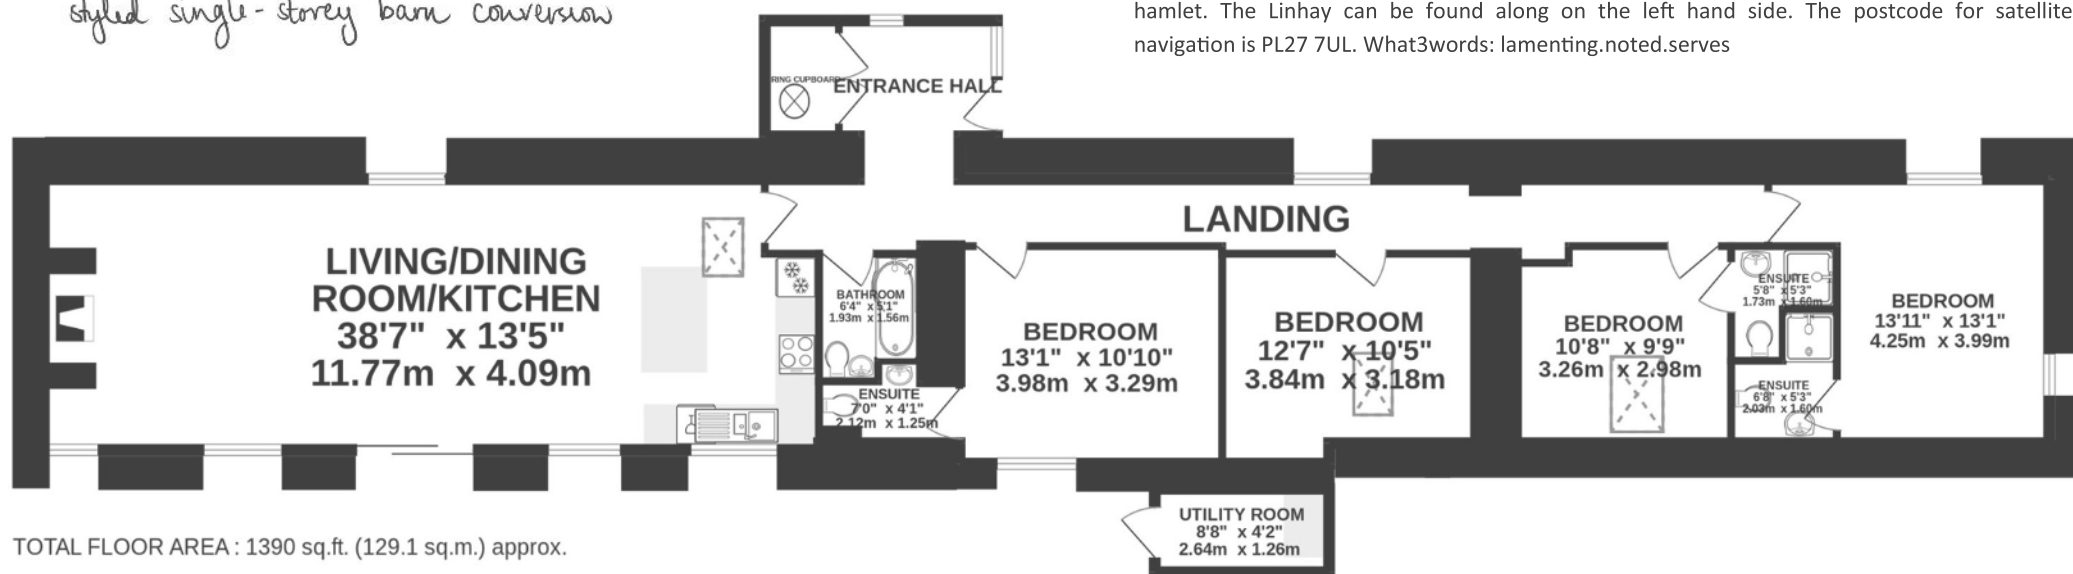 styled single-storey barn conversion
hamlet. The Linhay can be found along on the left hand side. The postcode for satellite
navigation is PL27 7UL. What3words: lamenting.noted.serves
RING CUPBOARD
ENTRANCE HALL
LANDING
LIVING/DINING
ROOM/KITCHEN
38'7" x 13'5"
11.77m x 4.09m
BATHROOM
6'4" x 5'1"
1.93m x 1.56m
ENSUITE
7'0" x 4'1"
2.12m x 1.25m
BEDROOM
13'1" x 10'10"
3.98m x 3.29m
BEDROOM
12'7" x 10'5"
3.84m x 3.18m
BEDROOM
10'8" x 9'9"
3.26m x 2.98m
ENSUITE
5'8" x 5'3"
1.73m x 1.60m
ENSUITE
6'8" x 5'3"
2.03m x 1.60m
BEDROOM
13'11" x 13'1"
4.25m x 3.99m
UTILITY ROOM
8'8" x 4'2"
2.64m x 1.26m
TOTAL FLOOR AREA : 1390 sq.ft. (129.1 sq.m.) approx.